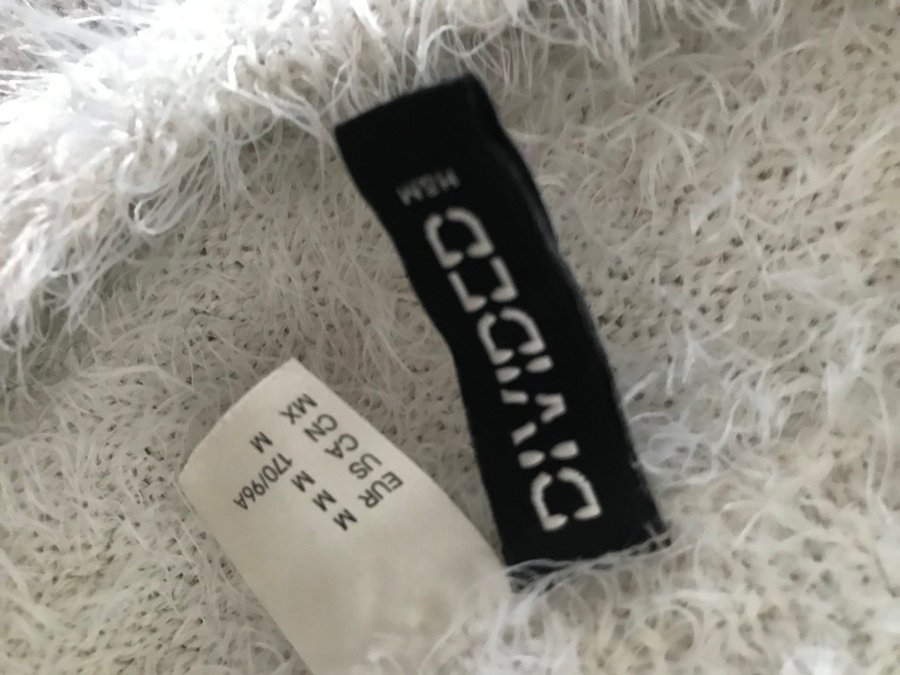 DIVIDED
H&M
EUR M
US M
CA M
CN 170/96A
MX M